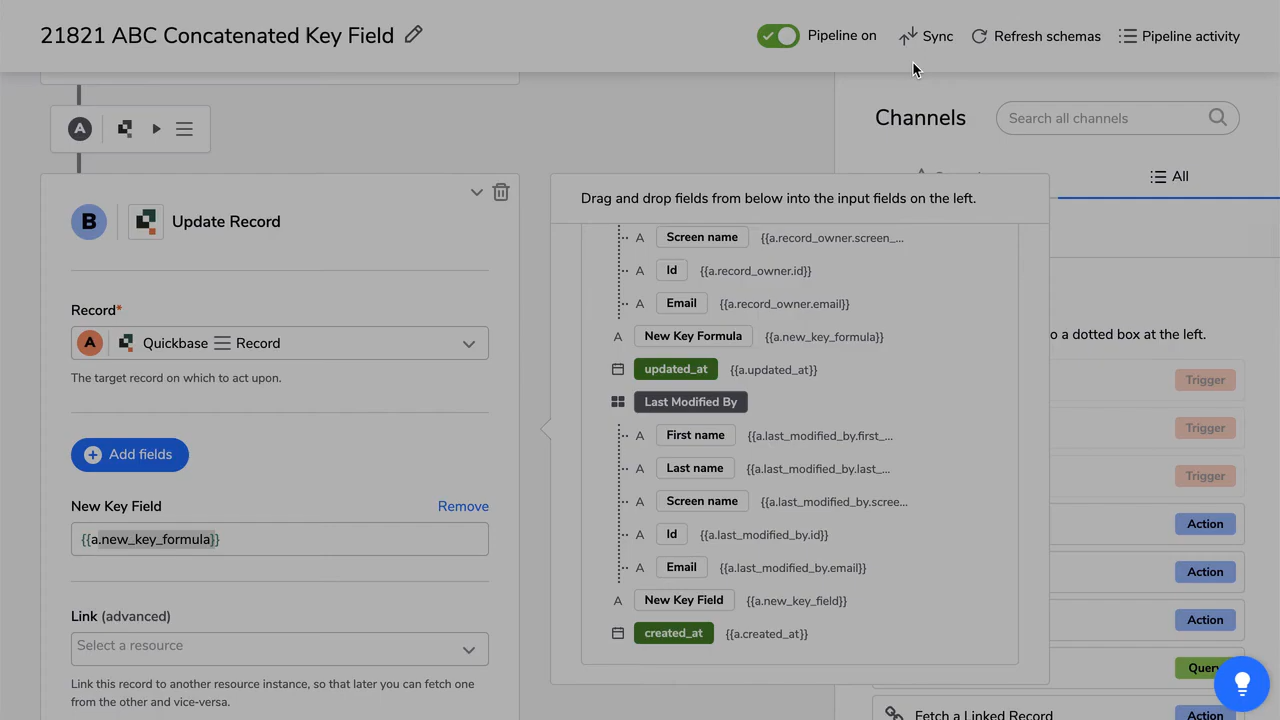 21821 ABC Concatenated Key Field
Pipeline on
Sync
Refresh schemas
Pipeline activity
A
Channels
Search all channels
All
B
Update Record
Record*
A
Quickbase
Record
The target record on which to act upon.
Add fields
New Key Field
Remove
{{a.new_key_formula}}
Link (advanced)
Select a resource
Link this record to another resource instance, so that later you can fetch one
from the other and vice-versa.
Drag and drop fields from below into the input fields on the left.
A Screen name {{a.record_owner.screen_...
A Id {{a.record_owner.id}}
A Email {{a.record_owner.email}}
A New Key Formula {{a.new_key_formula}}
updated_at {{a.updated_at}}
Last Modified By
A First name {{a.last_modified_by.first_...
A Last name {{a.last_modified_by.last_...
A Screen name {{a.last_modified_by.scree...
A Id {{a.last_modified_by.id}}
A Email {{a.last_modified_by.email}}
A New Key Field {{a.new_key_field}}
created_at {{a.created_at}}
o a dotted box at the left.
Trigger
Trigger
Trigger
Action
Action
Action
Query
Fetch a Linked Record
Action